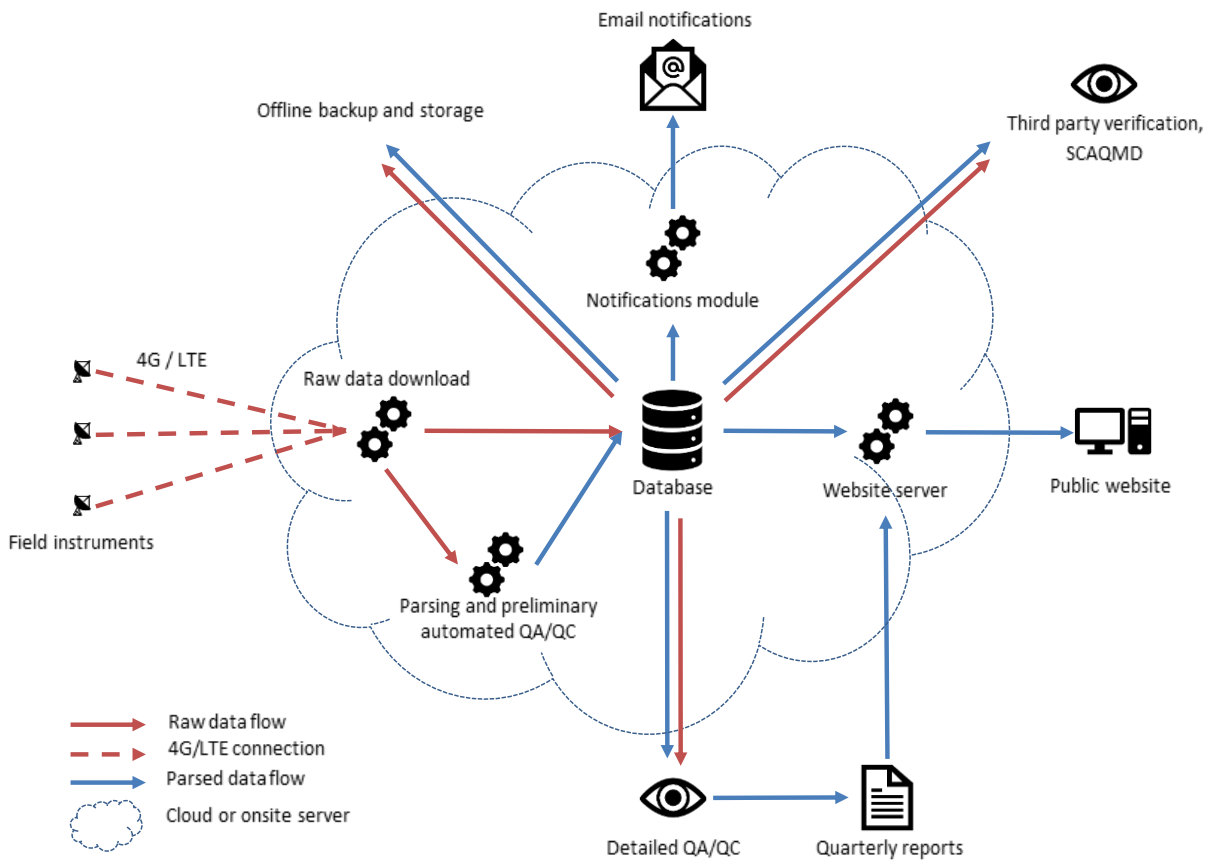 Email notifications
Offline backup and storage
Third party verification,
SCAQMD
Notifications module
4G / LTE
Raw data download
Database
Website server
Public website
Field instruments
Parsing and preliminary
automated QA/QC
Raw data flow
4G/LTE connection
Parsed data flow
Cloud or onsite server
Detailed QA/QC
Quarterly reports